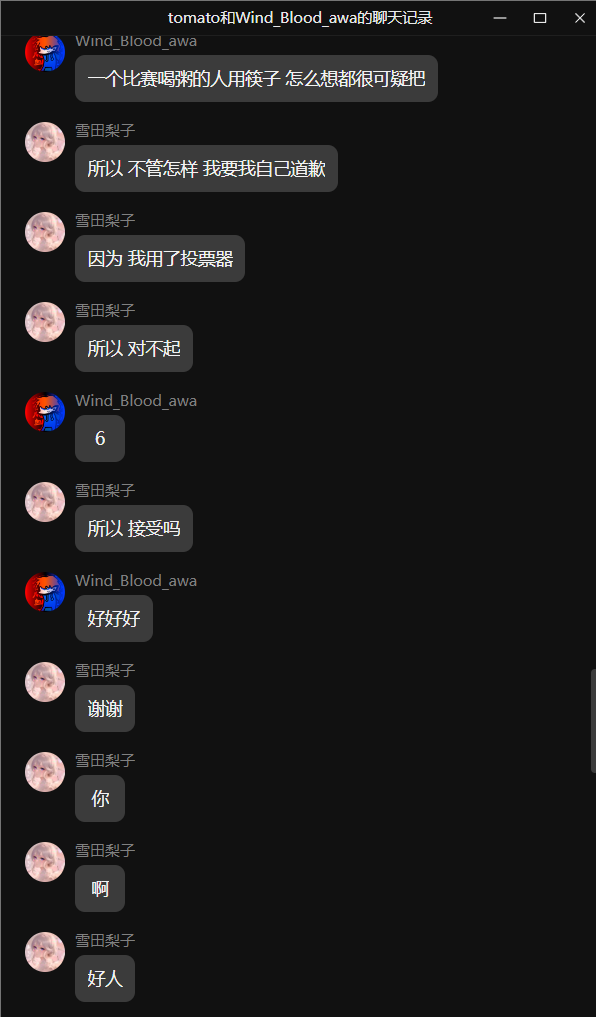 tomato和Wind_Blood_awa的聊天记录
Wind_Blood_awa
一个比赛喝粥的人用筷子 怎么想都很可疑把
雪田梨子
所以 不管怎样 我要我自己道歉
雪田梨子
因为 我用了投票器
雪田梨子
所以 对不起
Wind_Blood_awa
6
雪田梨子
所以 接受吗
Wind_Blood_awa
好好好
雪田梨子
谢谢
雪田梨子
你
雪田梨子
啊
雪田梨子
好人